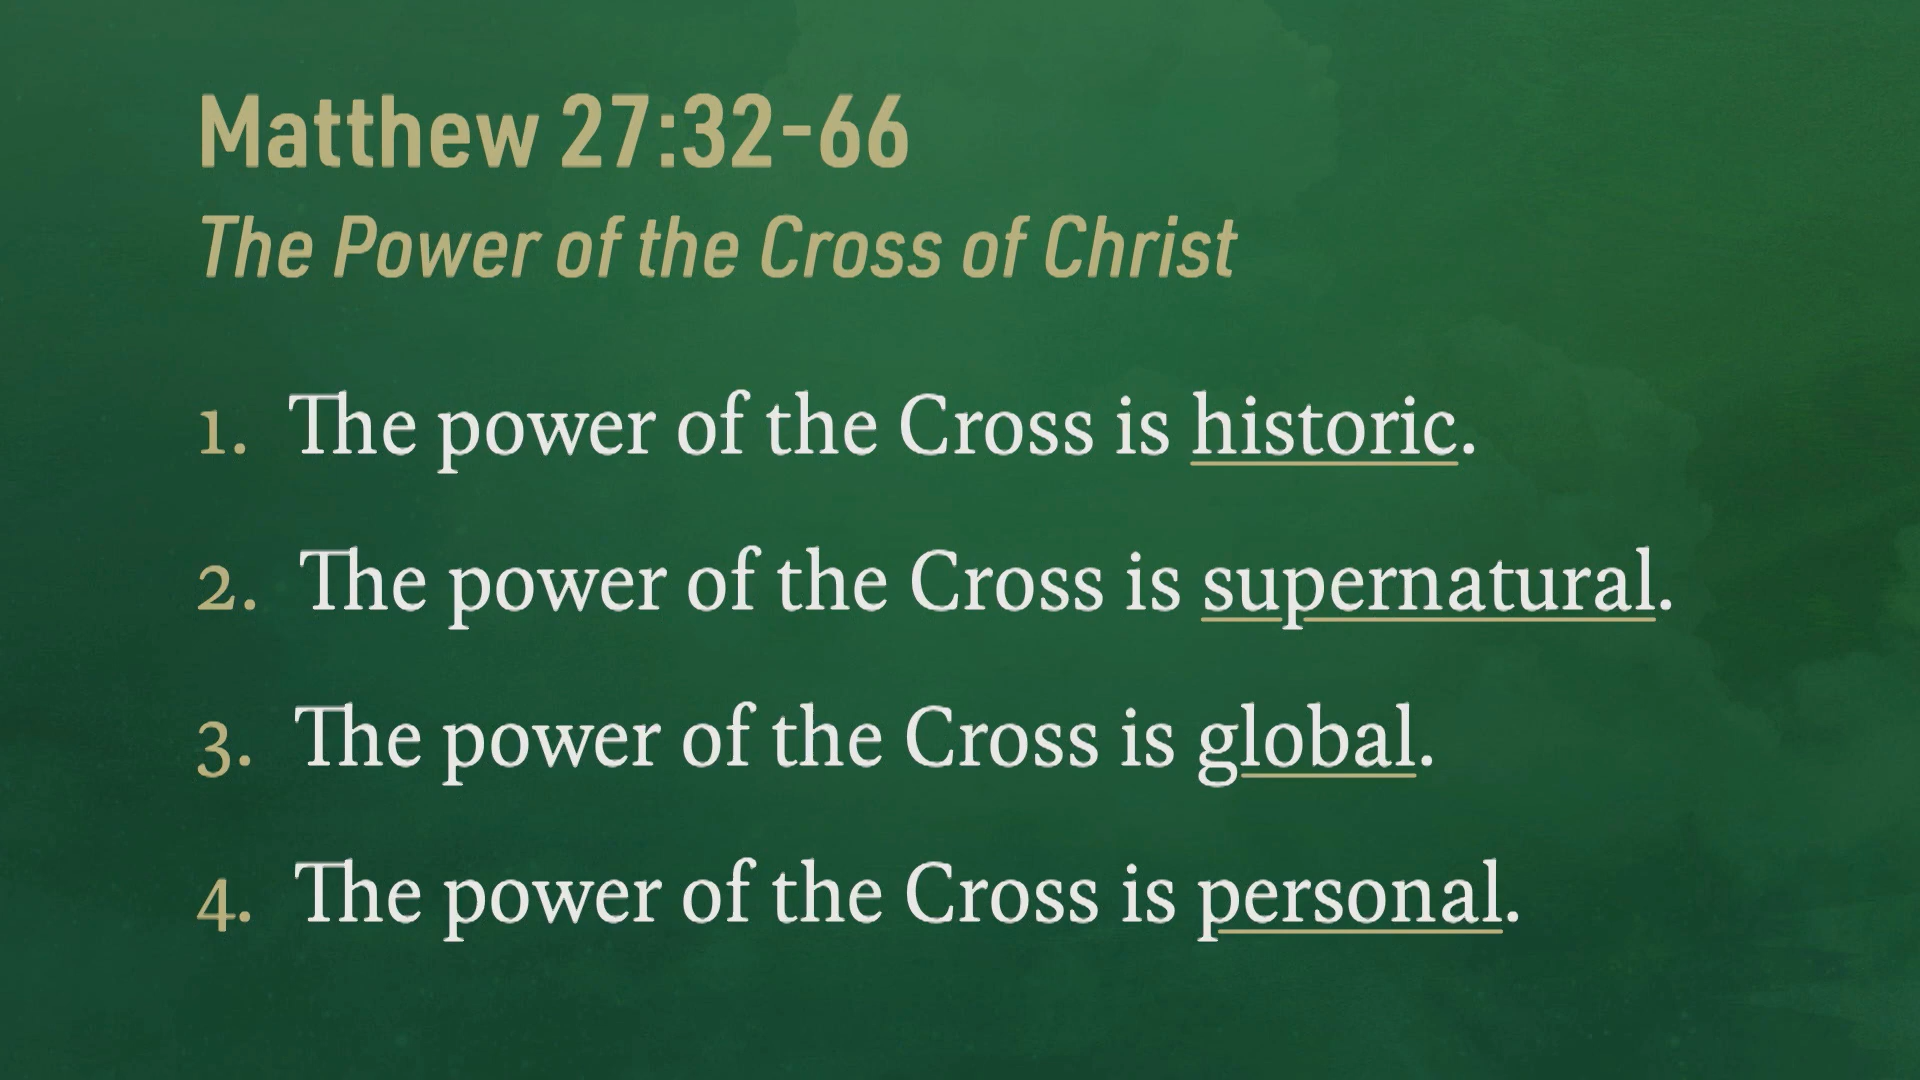 Matthew 27:32-66
The Power of the Cross of Christ
1. The power of the Cross is historic.
2. The power of the Cross is supernatural.
3. The power of the Cross is global.
4. The power of the Cross is personal.